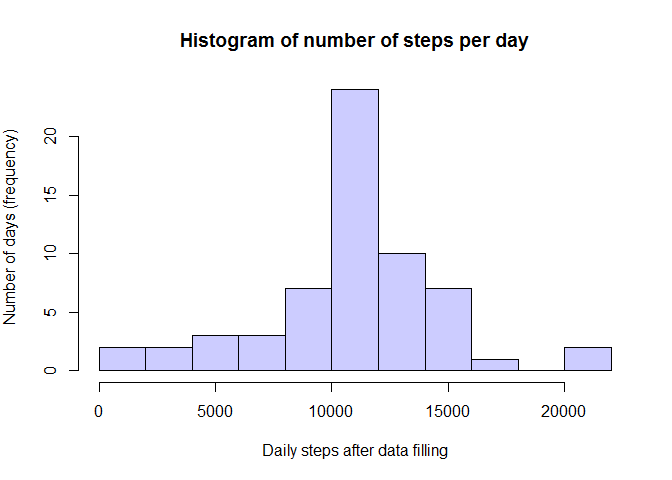 Histogram of number of steps per day
Number of days (frequency)
20
15
10
5
0
0 5000 10000 15000 20000
Daily steps after data filling